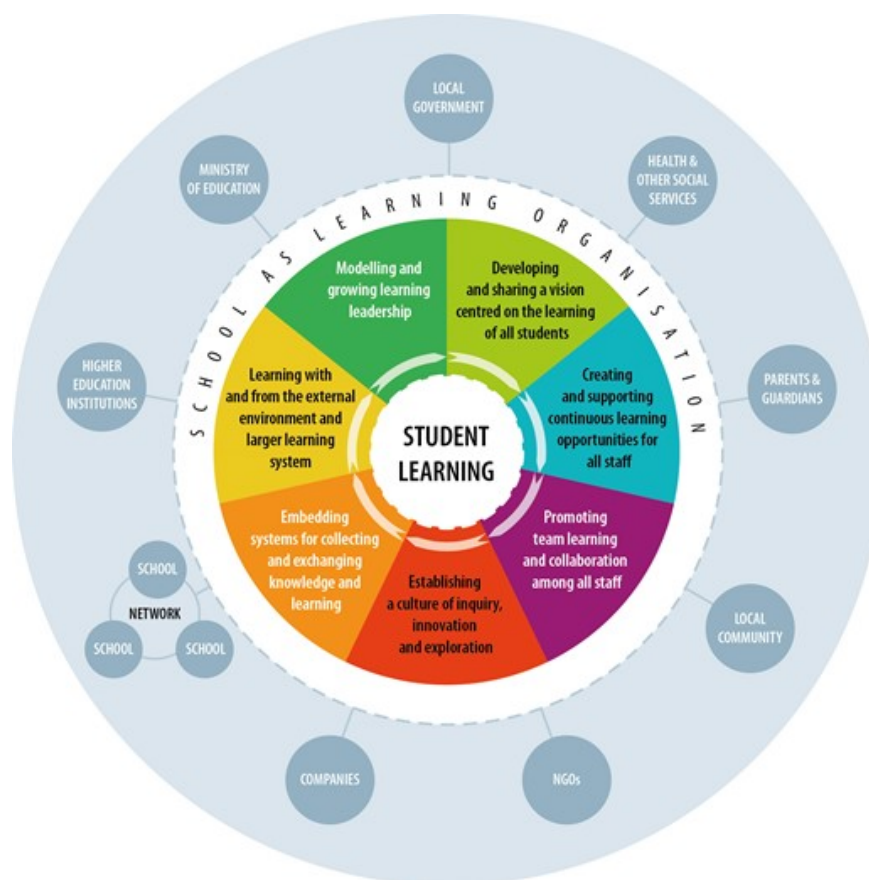 LOCAL
GOVERNMENT
HEALTH &
OTHER SOCIAL
SERVICES
PARENTS &
GUARDIANS
LOCAL
COMMUNITY
NGOs
COMPANIES
SCHOOL
NETWORK
SCHOOL
SCHOOL
HIGHER
EDUCATION
INSTITUTIONS
MINISTRY
OF EDUCATION
SCHOOL AS LEARNING ORGANISATION
Developing
and sharing a vision
centred on the learning
of all students
Creating
and supporting
continuous learning
opportunities for
all staff
Promoting
team learning
and collaboration
among all staff
Establishing
a culture of inquiry,
innovation
and exploration
Embedding
systems for collecting
and exchanging
knowledge and
learning
Learning with
and from the external
environment and
larger learning
system
Modelling and
growing learning
leadership
STUDENT
LEARNING